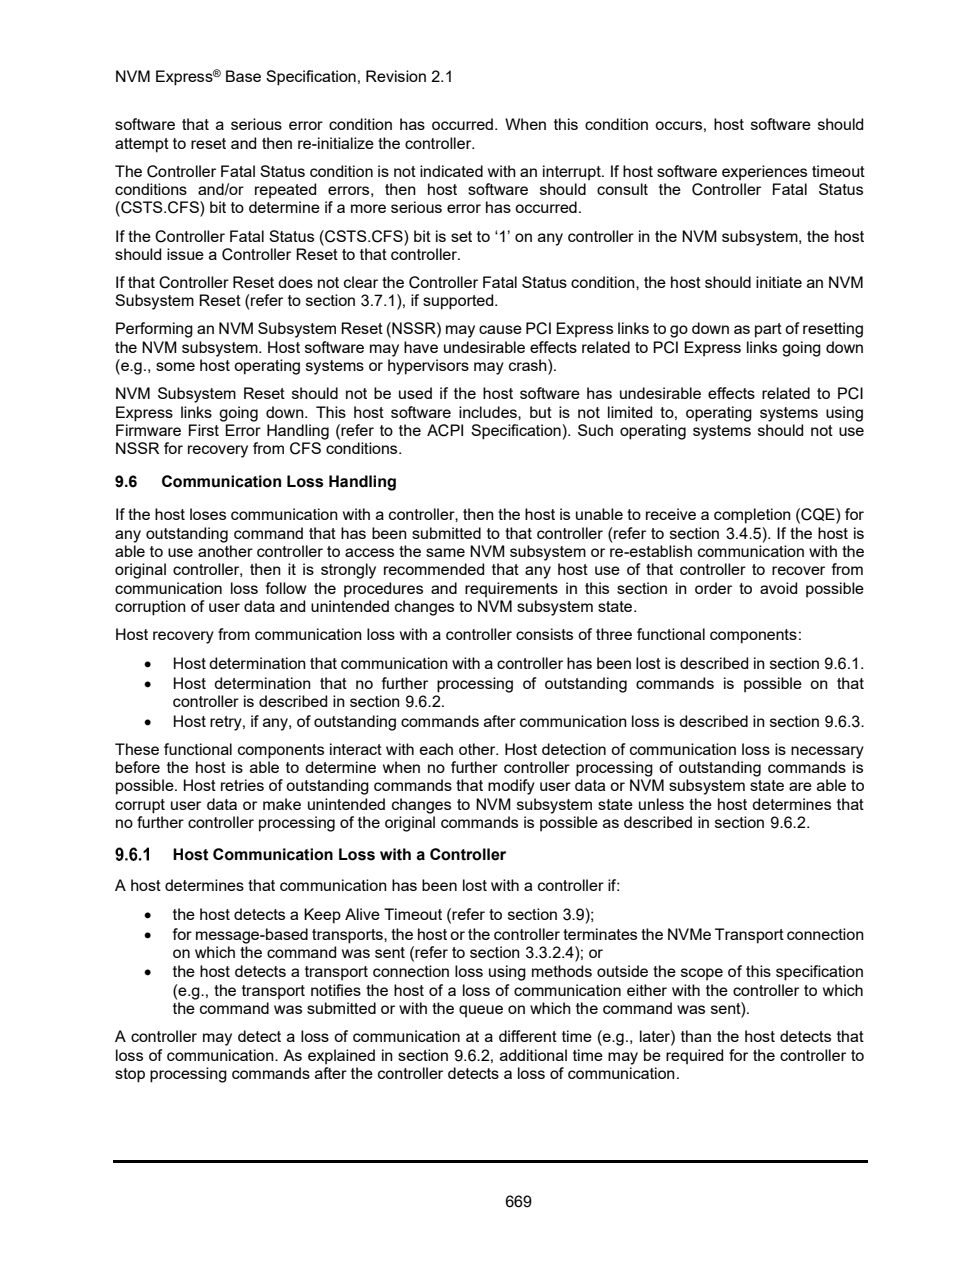 NVM Express® Base Specification, Revision 2.1
software that a serious error condition has occurred. When this condition occurs, host software should
attempt to reset and then re-initialize the controller.
The Controller Fatal Status condition is not indicated with an interrupt. If host software experiences timeout
conditions and/or repeated errors, then host software should consult the Controller Fatal Status
(CSTS.CFS) bit to determine if a more serious error has occurred.
If the Controller Fatal Status (CSTS.CFS) bit is set to ‘1’ on any controller in the NVM subsystem, the host
should issue a Controller Reset to that controller.
If that Controller Reset does not clear the Controller Fatal Status condition, the host should initiate an NVM
Subsystem Reset (refer to section 3.7.1), if supported.
Performing an NVM Subsystem Reset (NSSR) may cause PCI Express links to go down as part of resetting
the NVM subsystem. Host software may have undesirable effects related to PCI Express links going down
(e.g., some host operating systems or hypervisors may crash).
NVM Subsystem Reset should not be used if the host software has undesirable effects related to PCI
Express links going down. This host software includes, but is not limited to, operating systems using
Firmware First Error Handling (refer to the ACPI Specification). Such operating systems should not use
NSSR for recovery from CFS conditions.
9.6 Communication Loss Handling
If the host loses communication with a controller, then the host is unable to receive a completion (CQE) for
any outstanding command that has been submitted to that controller (refer to section 3.4.5). If the host is
able to use another controller to access the same NVM subsystem or re-establish communication with the
original controller, then it is strongly recommended that any host use of that controller to recover from
communication loss follow the procedures and requirements in this section in order to avoid possible
corruption of user data and unintended changes to NVM subsystem state.
Host recovery from communication loss with a controller consists of three functional components:
• Host determination that communication with a controller has been lost is described in section 9.6.1.
• Host determination that no further processing of outstanding commands is possible on that
controller is described in section 9.6.2.
• Host retry, if any, of outstanding commands after communication loss is described in section 9.6.3.
These functional components interact with each other. Host detection of communication loss is necessary
before the host is able to determine when no further controller processing of outstanding commands is
possible. Host retries of outstanding commands that modify user data or NVM subsystem state are able to
corrupt user data or make unintended changes to NVM subsystem state unless the host determines that
no further controller processing of the original commands is possible as described in section 9.6.2.
9.6.1 Host Communication Loss with a Controller
A host determines that communication has been lost with a controller if:
• the host detects a Keep Alive Timeout (refer to section 3.9);
• for message-based transports, the host or the controller terminates the NVMe Transport connection
on which the command was sent (refer to section 3.3.2.4); or
• the host detects a transport connection loss using methods outside the scope of this specification
(e.g., the transport notifies the host of a loss of communication either with the controller to which
the command was submitted or with the queue on which the command was sent).
A controller may detect a loss of communication at a different time (e.g., later) than the host detects that
loss of communication. As explained in section 9.6.2, additional time may be required for the controller to
stop processing commands after the controller detects a loss of communication.
669